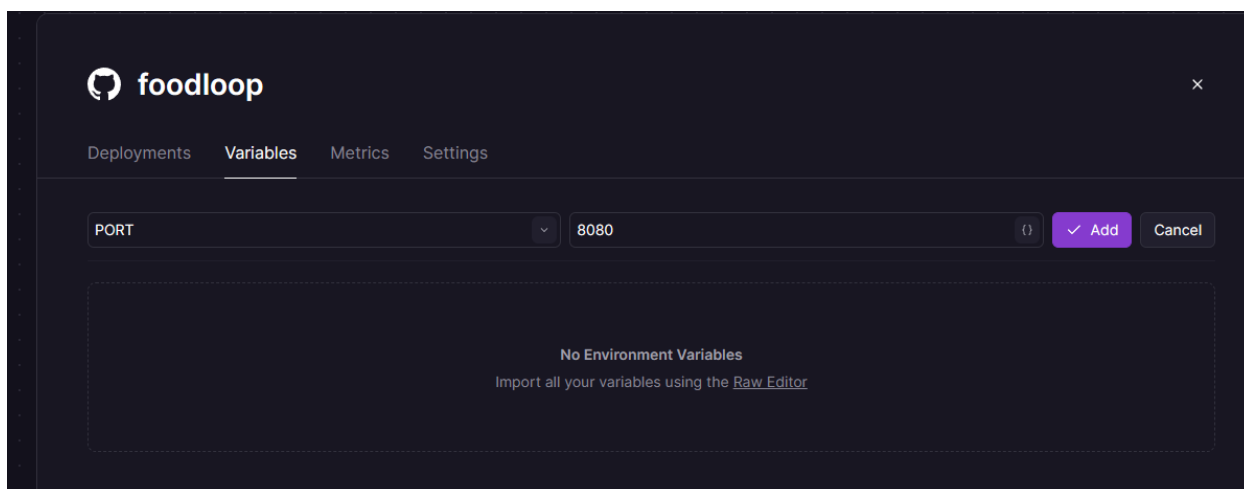 foodloop
Deployments Variables Metrics Settings
PORT 8080 {} Add Cancel
No Environment Variables
Import all your variables using the Raw Editor